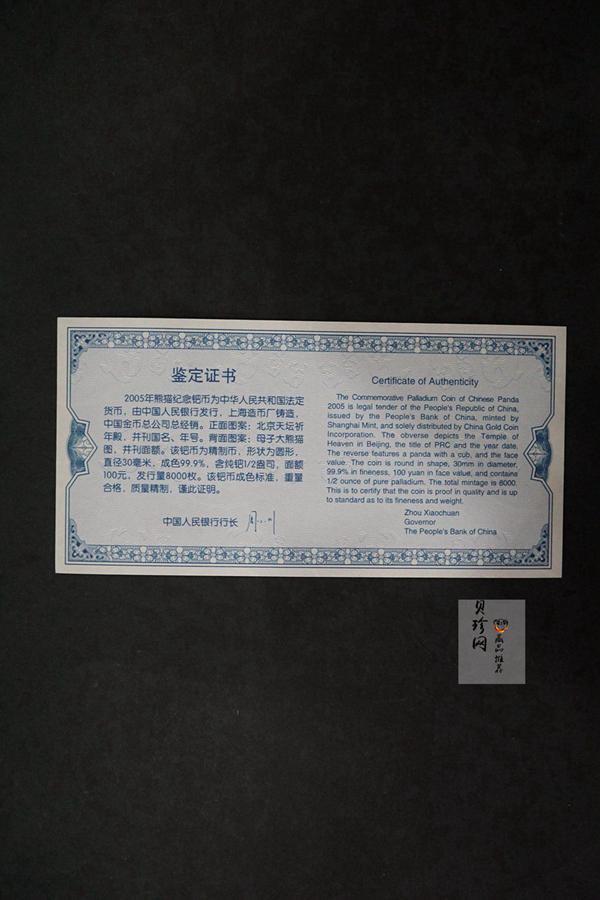 鉴定证书
2005年熊猫纪念钯币为中华人民共和国法定
货币，由中国人民银行发行，上海造币厂铸造，
中国金币总公司总经销。正面图案：北京天坛祈
年殿，并刊国名、年号。背面图案：母子大熊猫
图，并刊面额。该钯币为精制币，形状为圆形，
直径30毫米，成色99.9%，含纯钯1/2盎司，面额
100元，发行量8000枚。该钯币成色标准，重量
合格，质量精制，谨此证明。
中国人民银行行长
Certificate of Authenticity
The Commemorative Palladium Coin of Chinese Panda
2005 is legal tender of the People's Republic of China,
issued by the People's Bank of China, minted by
Shanghai Mint, and solely distributed by China Gold Coin
Incorporation. The obverse depicts the Temple of
Heaven in Beijing, the title of PRC and the year date.
The reverse features a panda with a cub, and the face
value. The coin is round in shape, 30mm in diameter,
99.9% in fineness, 100 yuan in face value, and contains
1/2 ounce of pure palladium. The total mintage is 8000.
This is to certify that the coin is proof in quality and is up
to standard as to its fineness and weight.
Zhou Xiaochuan
Governor
The People's Bank of China
贝珍网
商品推荐